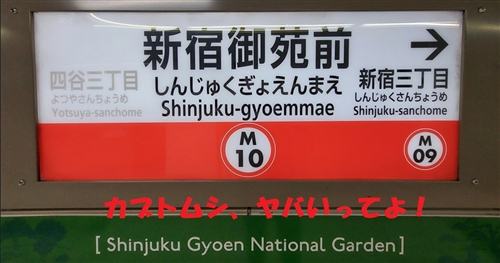 新宿御苑前
しんじゅくぎょえんまえ
Shinjuku-gyoemmae
四谷三丁目
よつやさんちょうめ
Yotsuya-sanchome
→
新宿三丁目
しんじゅくさんちょうめ
Shinjuku-sanchome
M
10
M
09
カブトムシ、ヤバいってよ！
[ Shinjuku Gyoen National Garden ]